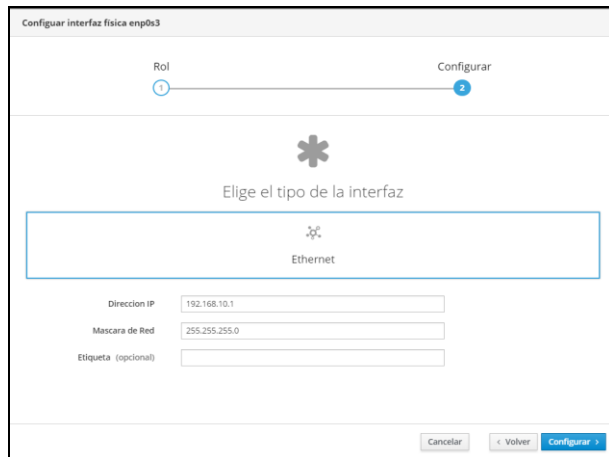 Configuar interfaz física enp0s3
Rol
Configurar
1
2
Elige el tipo de la interfaz
Ethernet
Direccion IP 192.168.10.1
Mascara de Red 255.255.255.0
Etiqueta (opcional)
Cancelar < Volver Configurar >